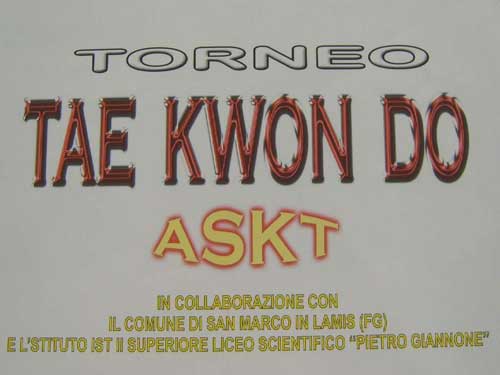 TORNEO
TAE KWON DO
ASKT
IN COLLABORAZIONE CON
IL COMUNE DI SAN MARCO IN LAMIS (FG)
E L'STITUTO IST II SUPERIORE LICEO SCIENTIFICO "PIETRO GIANNONE"